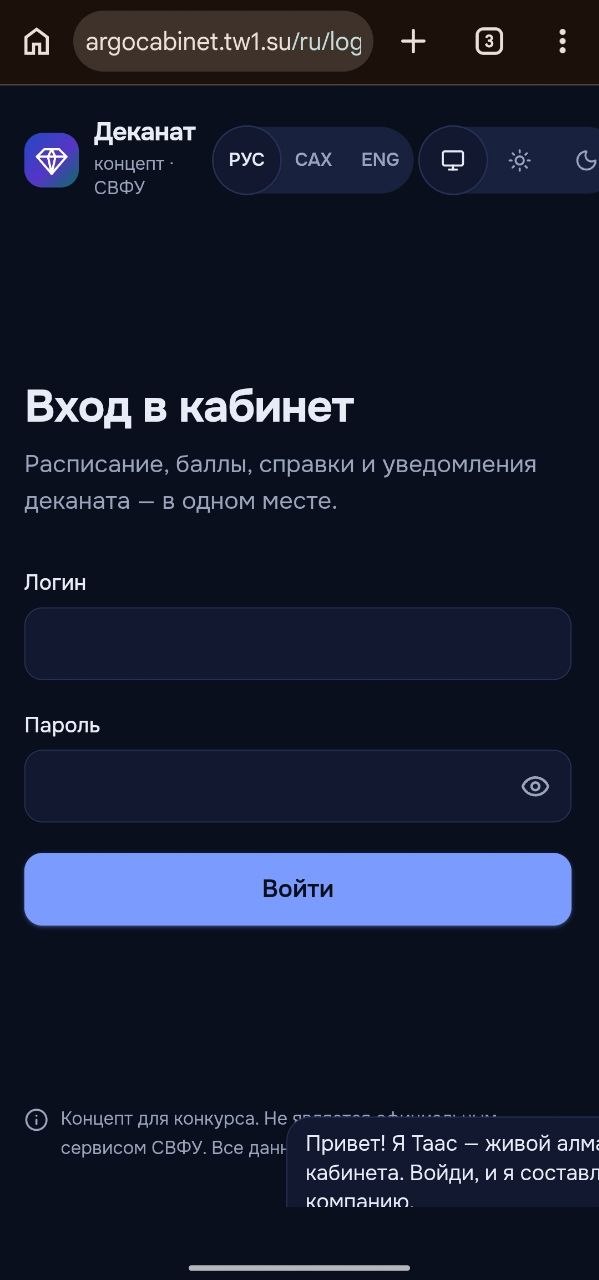 argocabinet.tw1.su/ru/log
3
Деканат
концепт ·
СВФУ
РУС САХ ENG
Вход в кабинет
Расписание, баллы, справки и уведомления
деканата — в одном месте.
Логин
Пароль
Войти
Концепт для конкурса. Не является официальным
сервисом СВФУ. Все данн
Привет! Я Таас — живой алма
кабинета. Войди, и я составл
компанию.